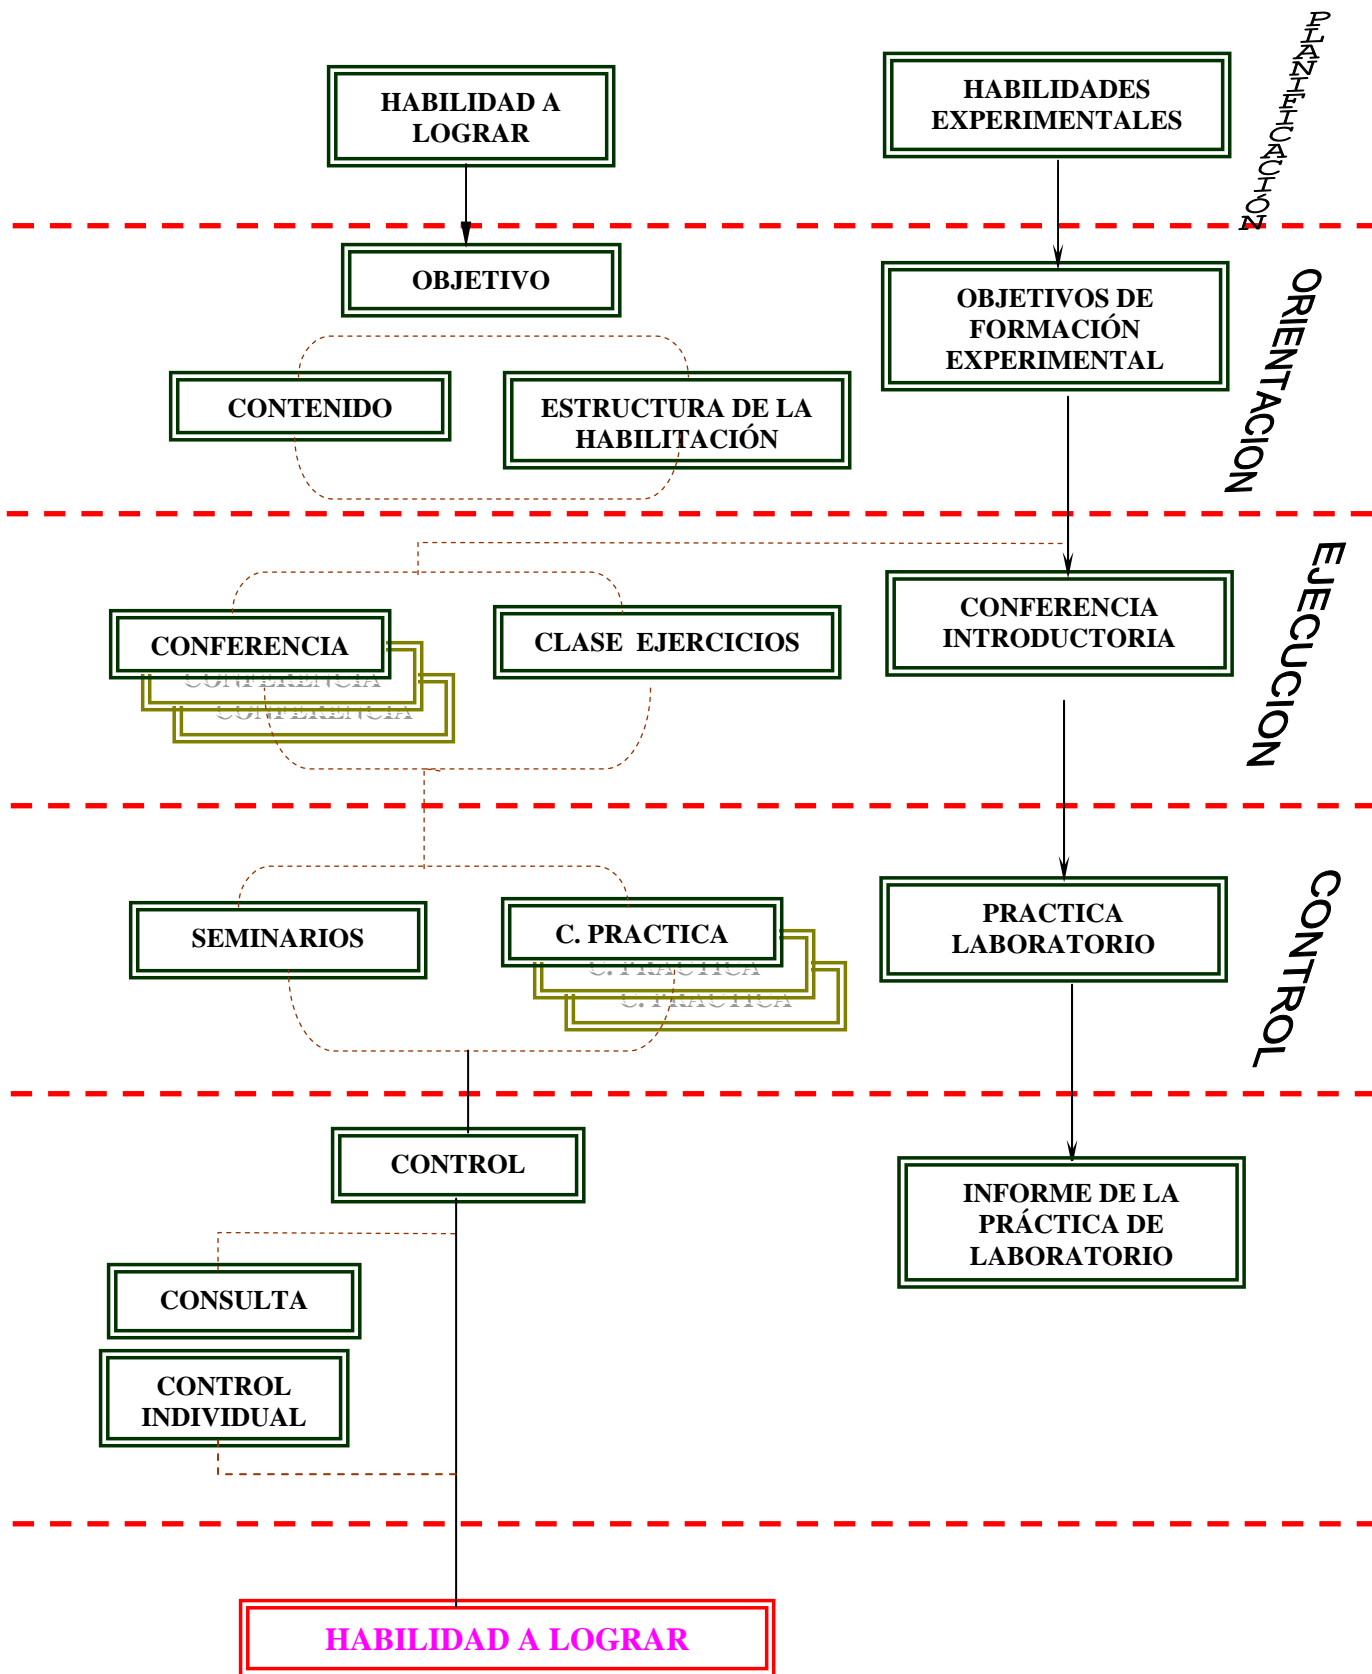 PLANIFICACIÓN
HABILIDAD A
LOGRAR
HABILIDADES
EXPERIMENTALES
ORIENTACION
OBJETIVO
OBJETIVOS DE
FORMACIÓN
EXPERIMENTAL
CONTENIDO
ESTRUCTURA DE LA
HABILITACIÓN
EJECUCION
CONFERENCIA
CONFERENCIA
CONFERENCIA
CLASE EJERCICIOS
CONFERENCIA
INTRODUCTORIA
CONTROL
SEMINARIOS
C. PRACTICA
C. PRACTICA
C. PRACTICA
PRACTICA
LABORATORIO
CONTROL
INFORME DE LA
PRÁCTICA DE
LABORATORIO
CONSULTA
CONTROL
INDIVIDUAL
HABILIDAD A LOGRAR